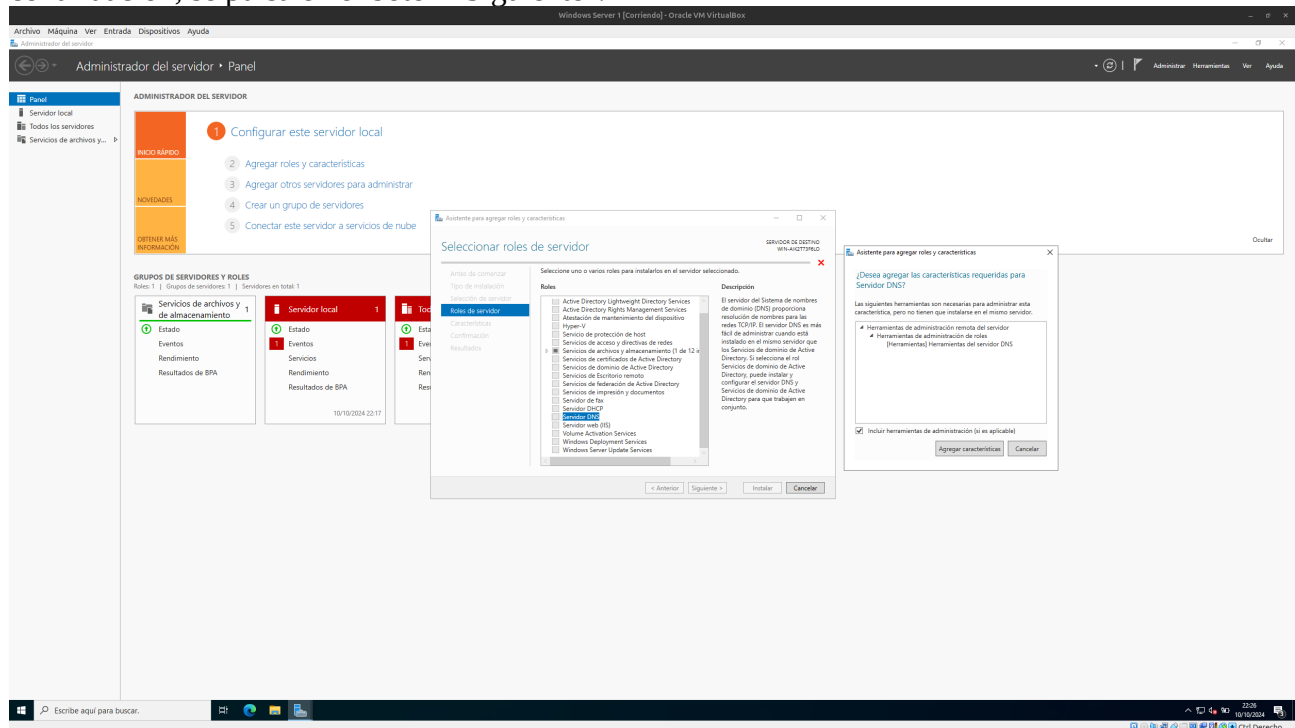 Windows Server 1 [Corriendo] - Oracle VM VirtualBox
Archivo Máquina Ver Entrada Dispositivos Ayuda
Administrador del servidor
Administrador del servidor • Panel
Administrar Herramientas Ver Ayuda
Panel
Servidor local
Todos los servidores
Servicios de archivos y...
ADMINISTRADOR DEL SERVIDOR
INICIO RÁPIDO
NOVEDADES
OBTENER MÁS
INFORMACIÓN
1 Configurar este servidor local
2 Agregar roles y características
3 Agregar otros servidores para administrar
4 Crear un grupo de servidores
5 Conectar este servidor a servicios de nube
Ocultar
GRUPOS DE SERVIDORES Y ROLES
Roles: 1 | Grupos de servidores: 1 | Servidores en total: 1
Servicios de archivos y
de almacenamiento 1
Estado
Eventos
Rendimiento
Resultados de BPA
Servidor local 1
Estado
1 Eventos
Servicios
Rendimiento
Resultados de BPA
10/10/2024 22:17
Asistente para agregar roles y características
Seleccionar roles de servidor
SERVIDOR DE DESTINO
Antes de comenzar
Tipo de instalación
Selección de servidor
Roles de servidor
Características
Confirmación
Resultados
Seleccione uno o varios roles para instalarlos en el servidor seleccionado.
Roles
Active Directory Lightweight Directory Services
Active Directory Rights Management Services
Atestación de mantenimiento del dispositivo
Hyper-V
Servicio de protección de host
Servicios de acceso y directivas de redes
Servicios de archivos y almacenamiento (1 de 12 i
Servicios de certificados de Active Directory
Servicios de dominio de Active Directory
Servicios de Escritorio remoto
Servicios de federación de Active Directory
Servicios de impresión y documentos
Servidor de fax
Servidor DHCP
Servidor DNS
Servidor web (IIS)
Volume Activation Services
Windows Deployment Services
Windows Server Update Services
Descripción
El servidor del Sistema de nombres
de dominio (DNS) proporciona
resolución de nombres para las
redes TCP/IP. El servidor DNS es más
fácil de administrar cuando está
instalado en el mismo servidor que
los Servicios de dominio de Active
Directory. Si selecciona el rol
Servicios de dominio de Active
Directory, puede instalar y
configurar el servidor DNS y
Servicios de dominio de Active
Directory para que trabajen en
conjunto.
< Anterior Siguiente > Instalar Cancelar
Asistente para agregar roles y características
¿Desea agregar las características requeridas para
Servidor DNS?
Las siguientes herramientas son necesarias para administrar esta
característica, pero no tienen que instalarse en el mismo servidor.
Herramientas de administración remota del servidor
Herramientas de administración de roles
[Herramientas] Herramientas del servidor DNS
Incluir herramientas de administración (si es aplicable)
Agregar características Cancelar
Escribe aquí para buscar.
22:26
10/10/2024
Ctrl Derecho